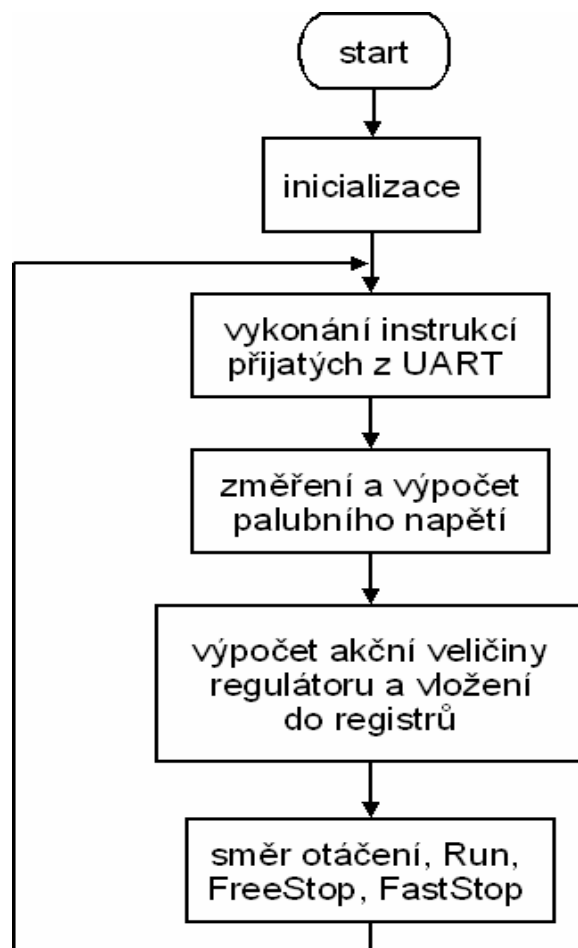 start
inicializace
vykonání instrukcí
přijatých z UART
změření a výpočet
palubního napětí
výpočet akční veličiny
regulátoru a vložení
do registrů
směr otáčení, Run,
FreeStop, FastStop